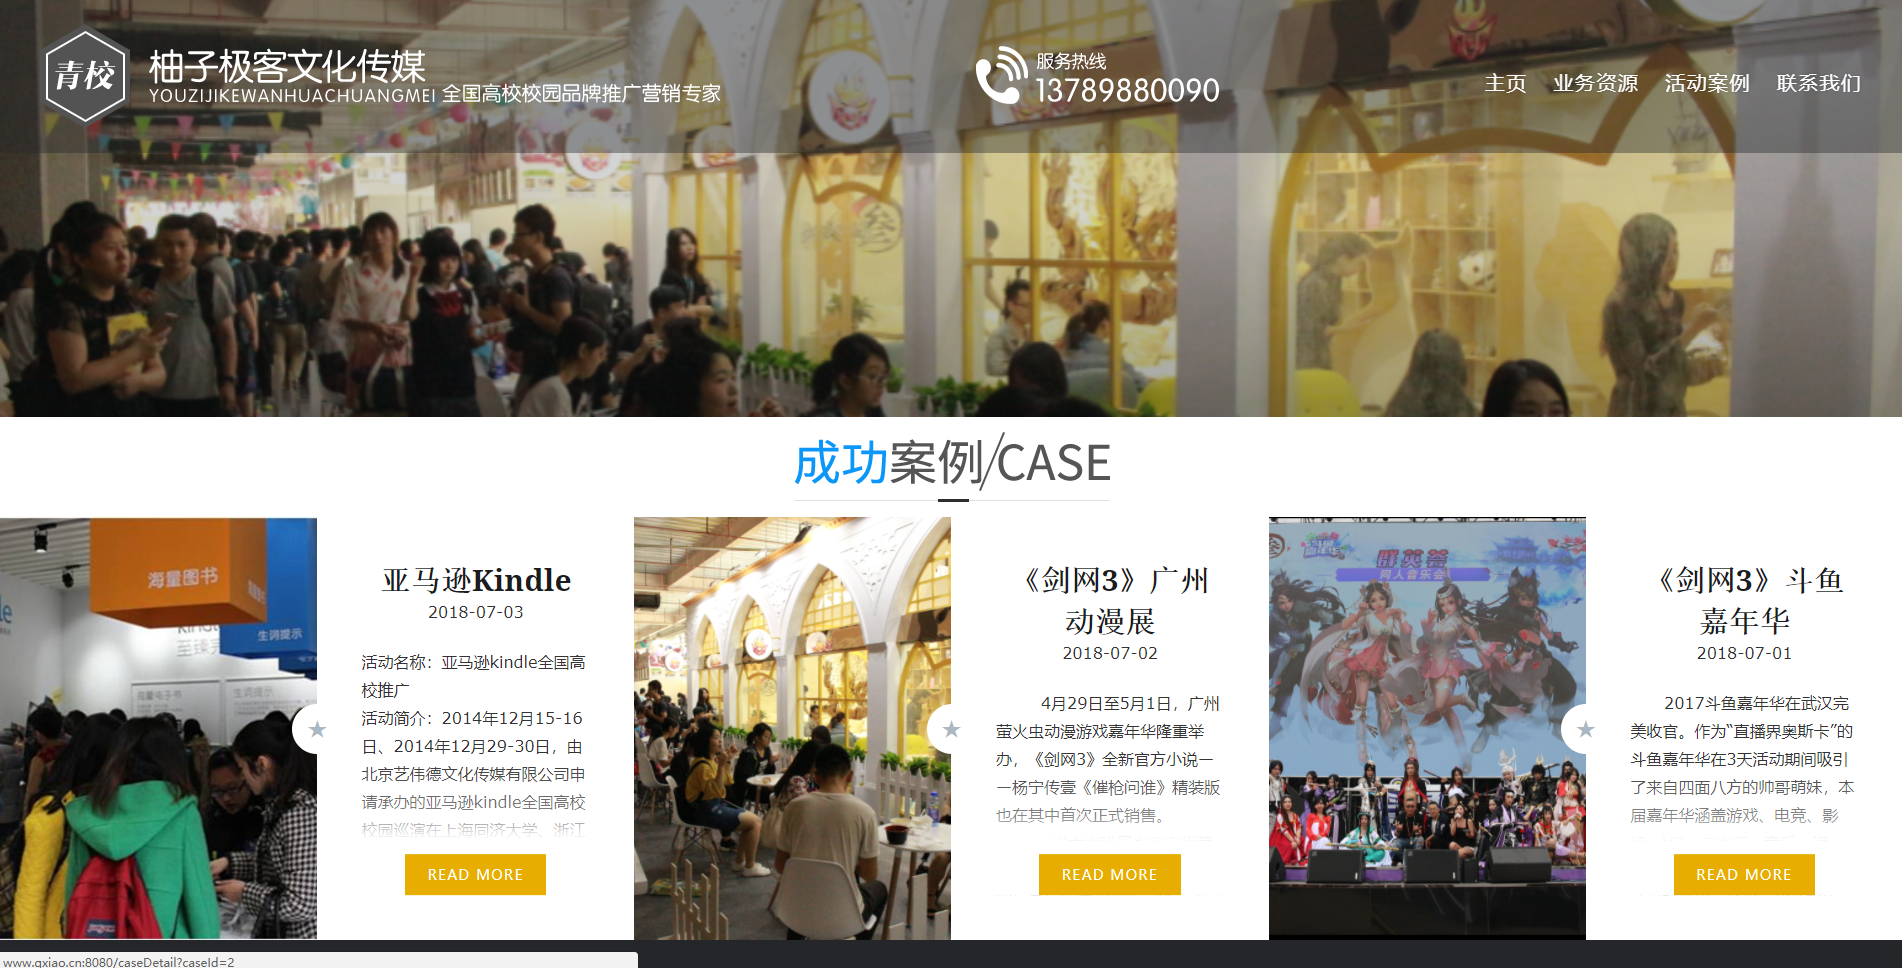 青校
柚子极客文化传媒
YOUZIJIKEWANHUACHUANGMEI 全国高校校园品牌推广营销专家
服务热线
13789880090
主页 业务资源 活动案例 联系我们
叁
成功案例/CASE
海量图书
生词提示
亚马逊Kindle
2018-07-03
活动名称：亚马逊kindle全国高
校推广
活动简介：2014年12月15-16
日、2014年12月29-30日，由
北京艺伟德文化传媒有限公司申
请承办的亚马逊kindle全国高校
校园巡演在上海同济大学、浙江
READ MORE
《剑网3》广州
动漫展
2018-07-02
4月29日至5月1日，广州
萤火虫动漫游戏嘉年华隆重举
办，《剑网3》全新官方小说—
—杨宁传壹《催枪问谁》精装版
也在其中首次正式销售。
READ MORE
群英荟
同人音乐会
《剑网3》斗鱼
嘉年华
2018-07-01
2017斗鱼嘉年华在武汉完
美收官。作为“直播界奥斯卡”的
斗鱼嘉年华在3天活动期间吸引
了来自四面八方的帅哥萌妹，本
届嘉年华涵盖游戏、电竞、影
READ MORE
www.qxiao.cn:8080/caseDetail?caseId=2